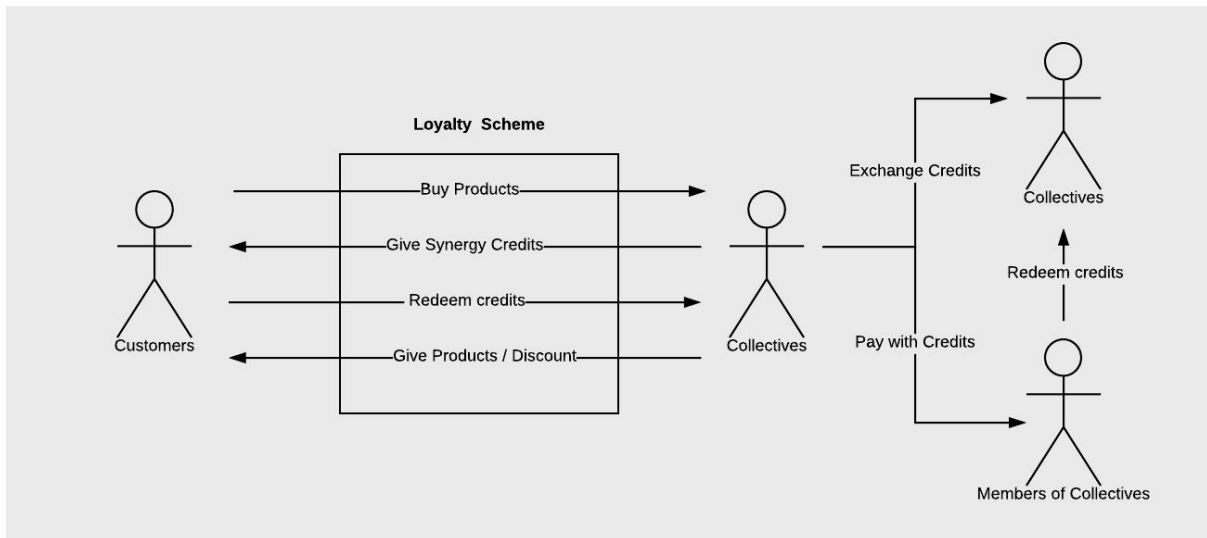 Loyalty Scheme
Buy Products
Give Synergy Credits
Redeem credits
Give Products / Discount
Customers
Collectives
Exchange Credits
Pay with Credits
Collectives
Redeem credits
Members of Collectives